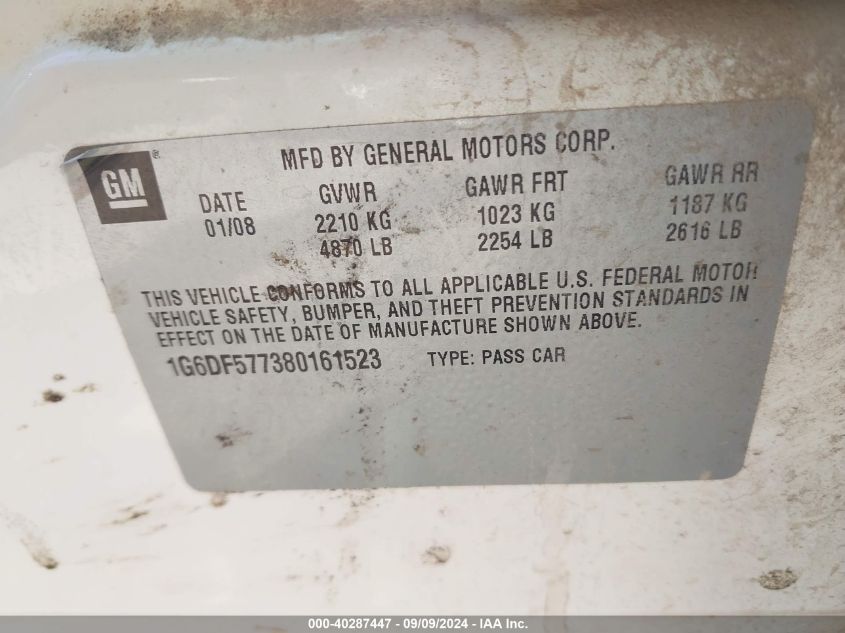 GM®
MFD BY GENERAL MOTORS CORP.
DATE GVWR GAWR FRT GAWR RR
01/08 2210 KG 1023 KG 1187 KG
4870 LB 2254 LB 2616 LB
THIS VEHICLE CONFORMS TO ALL APPLICABLE U.S. FEDERAL MOTOR
VEHICLE SAFETY, BUMPER, AND THEFT PREVENTION STANDARDS IN
EFFECT ON THE DATE OF MANUFACTURE SHOWN ABOVE.
1G6DF577380161523 TYPE: PASS CAR
000-40287447 - 09/09/2024 - IAA Inc.